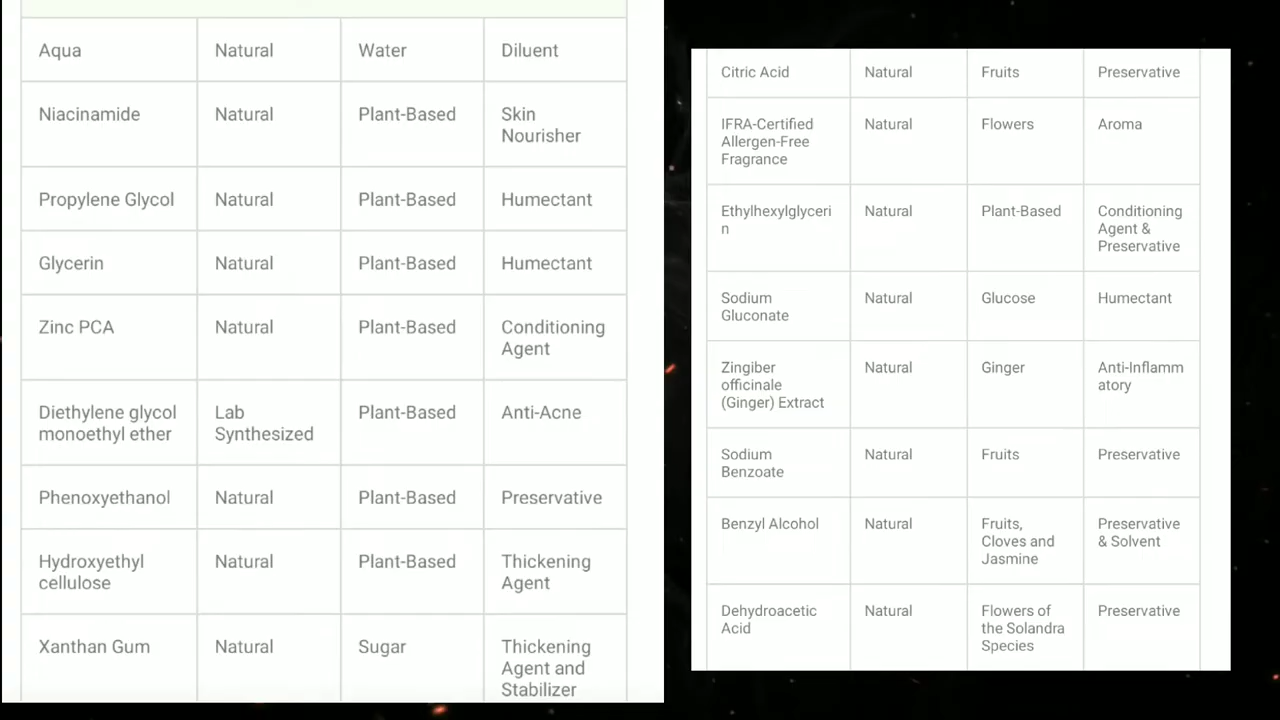 Aqua Natural Water Diluent
Niacinamide Natural Plant-Based Skin
Nourisher
Propylene Glycol Natural Plant-Based Humectant
Glycerin Natural Plant-Based Humectant
Zinc PCA Natural Plant-Based Conditioning
Agent
Diethylene glycol Lab Plant-Based Anti-Acne
monoethyl ether Synthesized
Phenoxyethanol Natural Plant-Based Preservative
Hydroxyethyl Natural Plant-Based Thickening
cellulose Agent
Xanthan Gum Natural Sugar Thickening
Agent and
Stabilizer
Citric Acid Natural Fruits Preservative
IFRA-Certified Natural Flowers Aroma
Allergen-Free
Fragrance
Ethylhexylglyceri Natural Plant-Based Conditioning
n Agent &
Preservative
Sodium Natural Glucose Humectant
Gluconate
Zingiber Natural Ginger Anti-Inflamm
officinale atory
(Ginger) Extract
Sodium Natural Fruits Preservative
Benzoate
Benzyl Alcohol Natural Fruits, Preservative
Cloves and & Solvent
Jasmine
Dehydroacetic Natural Flowers of Preservative
Acid the Solandra
Species